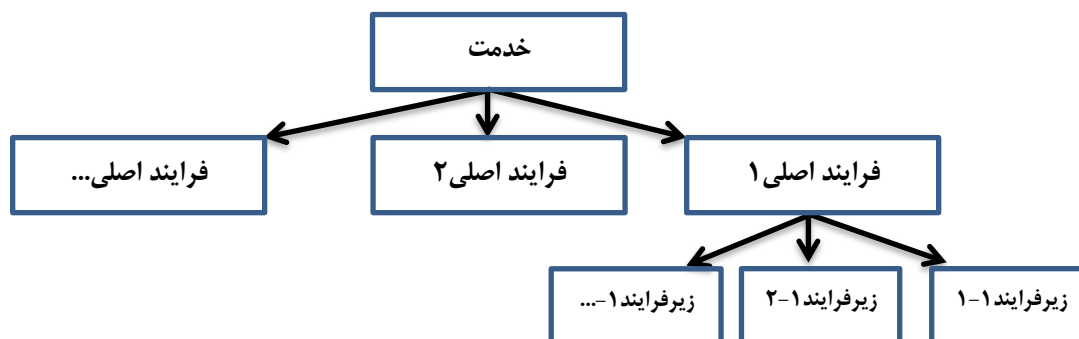 خدمت
فرایند اصلی۱
فرایند اصلی۲
فرایند اصلی...
زیرفرایند۱-۱
زیرفرایند۱-۲
زیرفرایند۱-...